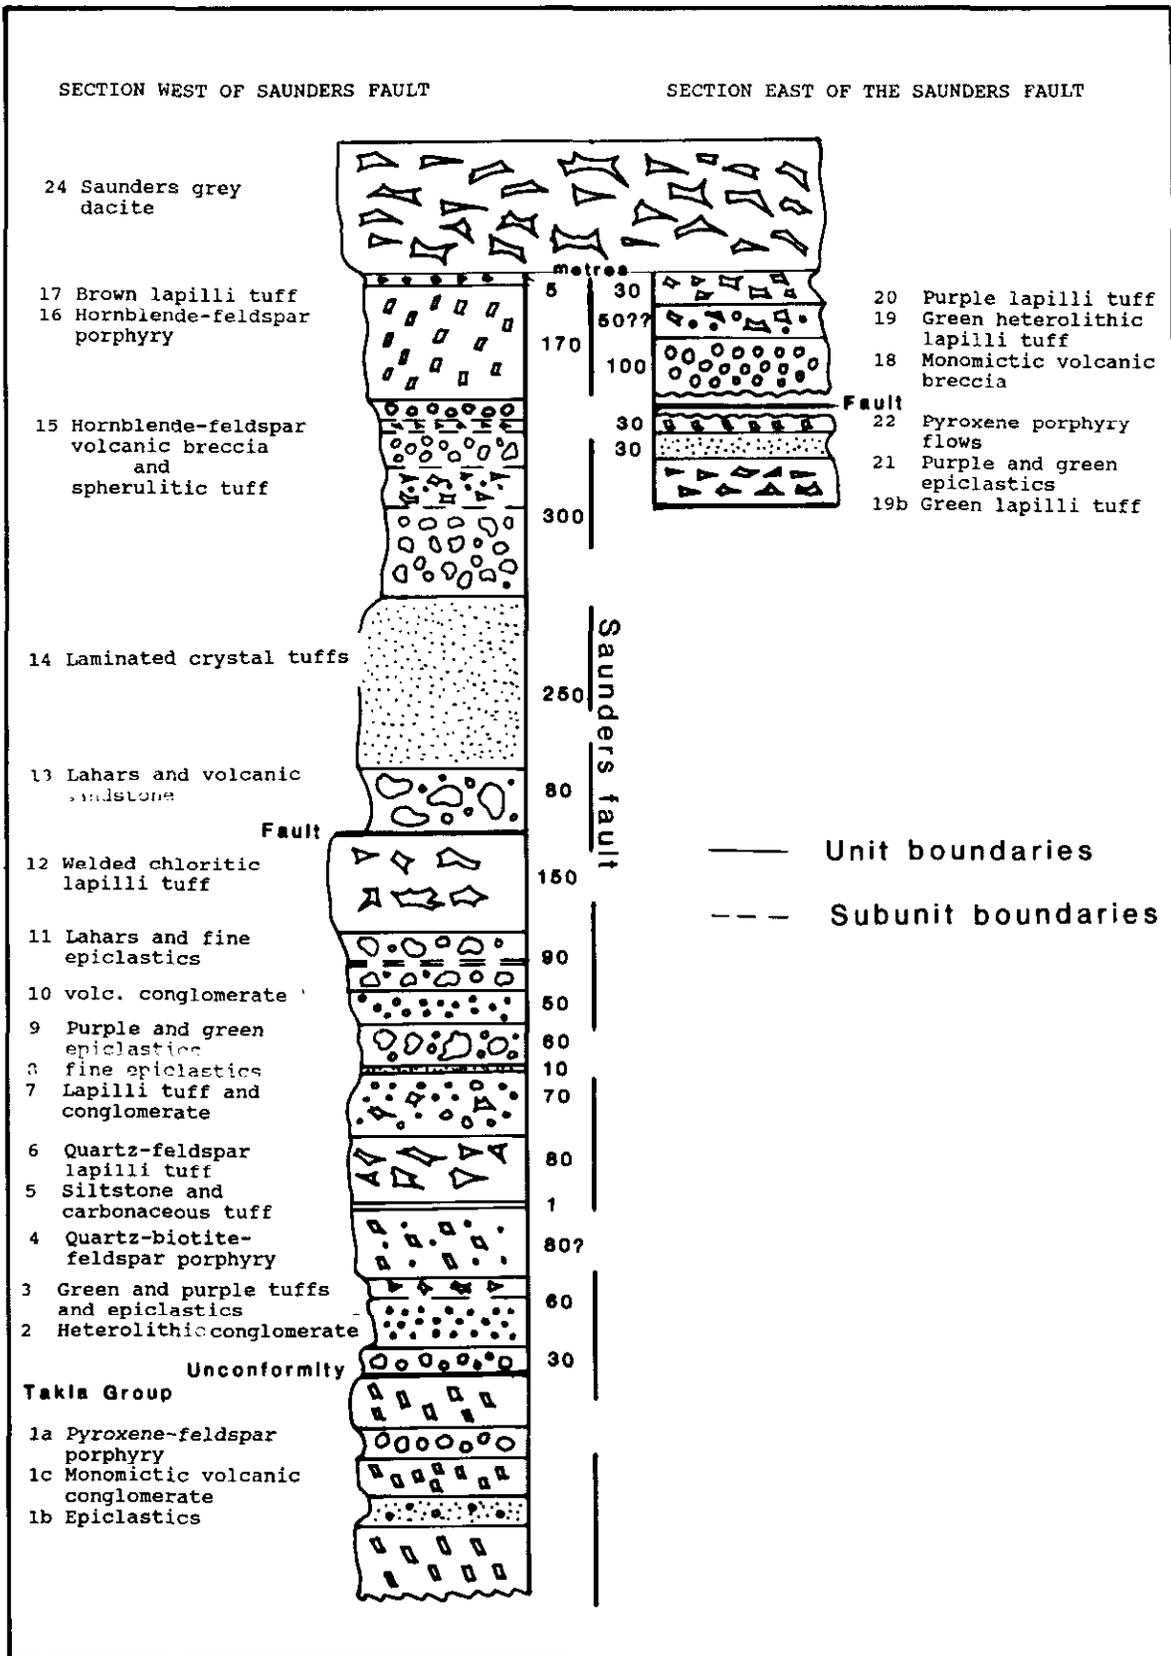 SECTION WEST OF SAUNDERS FAULT
SECTION EAST OF THE SAUNDERS FAULT
24 Saunders grey
dacite
metres
17 Brown lapilli tuff
16 Hornblende-feldspar
porphyry
15 Hornblende-feldspar
volcanic breccia
and
spherulitic tuff
14 Laminated crystal tuffs
13 Lahars and volcanic
Fault
12 Welded chloritic
lapilli tuff
11 Lahars and fine
epiclastics
10 volc. conglomerate
9 Purple and green
epiclastics
8 fine epiclastics
7 Lapilli tuff and
conglomerate
6 Quartz-feldspar
lapilli tuff
5 Siltstone and
carbonaceous tuff
4 Quartz-biotite-
feldspar porphyry
3 Green and purple tuffs
and epiclastics
2 Heterolithic conglomerate
Unconformity
Takla Group
1a Pyroxene-feldspar
porphyry
1c Monomictic volcanic
conglomerate
1b Epiclastics
5
170
300
250
80
150
90
50
60
10
70
80
1
80?
60
30
Saunders fault
30
50??
100
30
30
20 Purple lapilli tuff
19 Green heterolithic
lapilli tuff
18 Monomictic volcanic
breccia
Fault
22 Pyroxene porphyry
flows
21 Purple and green
epiclastics
19b Green lapilli tuff
Unit boundaries
Subunit boundaries